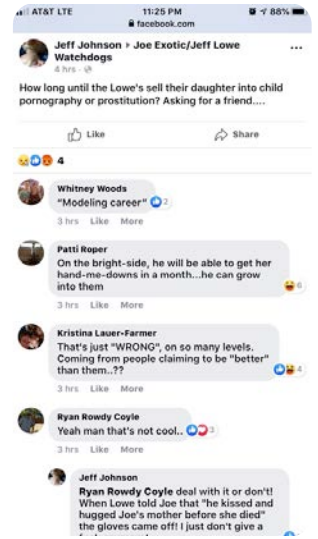 AT&T LTE 11:25 PM 88%
facebook.com
Jeff Johnson ▸ Joe Exotic/Jeff Lowe
Watchdogs
4 hrs ·
How long until the Lowe's sell their daughter into child
pornography or prostitution? Asking for a friend....
Like Share
4
Whitney Woods
"Modeling career" 2
3 hrs Like More
Patti Roper
On the bright-side, he will be able to get her
hand-me-downs in a month...he can grow
into them
6
3 hrs Like More
Kristina Lauer-Farmer
That's just "WRONG", on so many levels.
Coming from people claiming to be "better"
than them..??
4
3 hrs Like More
Ryan Rowdy Coyle
Yeah man that's not cool.. 3
3 hrs Like More
Jeff Johnson
Ryan Rowdy Coyle deal with it or don't!
When Lowe told Joe that "he kissed and
hugged Joe's mother before she died"
the gloves came off! I just don't give a